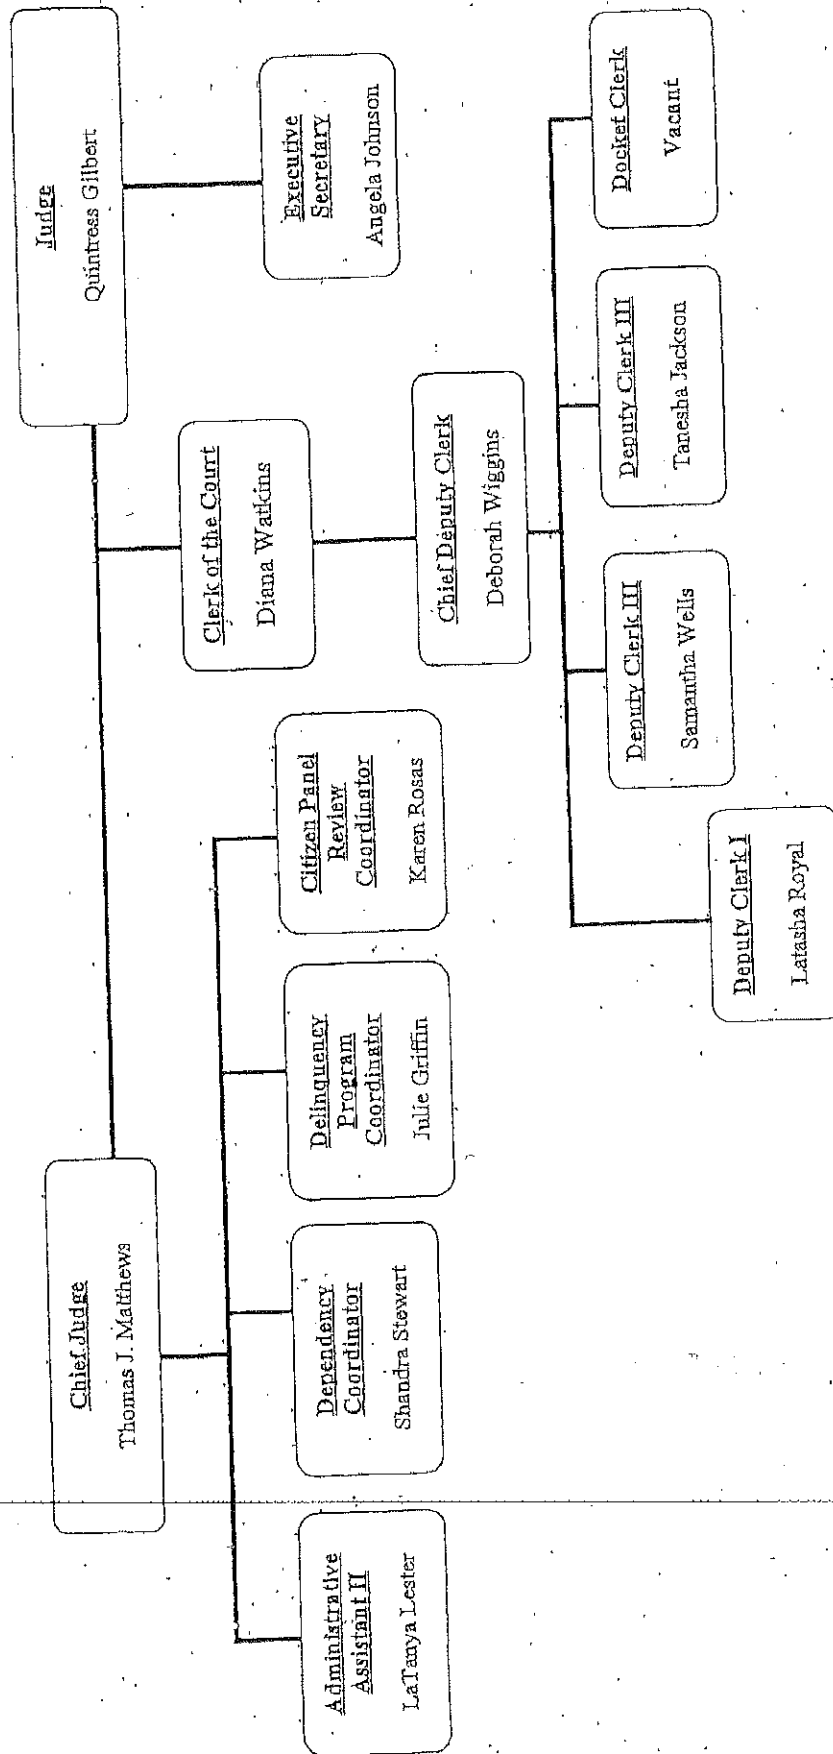 Chief Judge
Thomas J. Matthews
Judge
Quintress Gilbert
Clerk of the Court
Diana Watkins
Executive
Secretary
Angela Johnson
Administrative
Assistant II
LaTanya Lester
Dependency
Coordinator
Shandra Stewart
Delinquency
Program
Coordinator
Julie Griffin
Citizen Panel
Review
Coordinator
Karen Rosas
Chief Deputy Clerk
Deborah Wiggins
Deputy Clerk I
Latasha Royal
Deputy Clerk III
Samantha Wells
Deputy Clerk III
Tanesha Jackson
Docket Clerk
Vacant